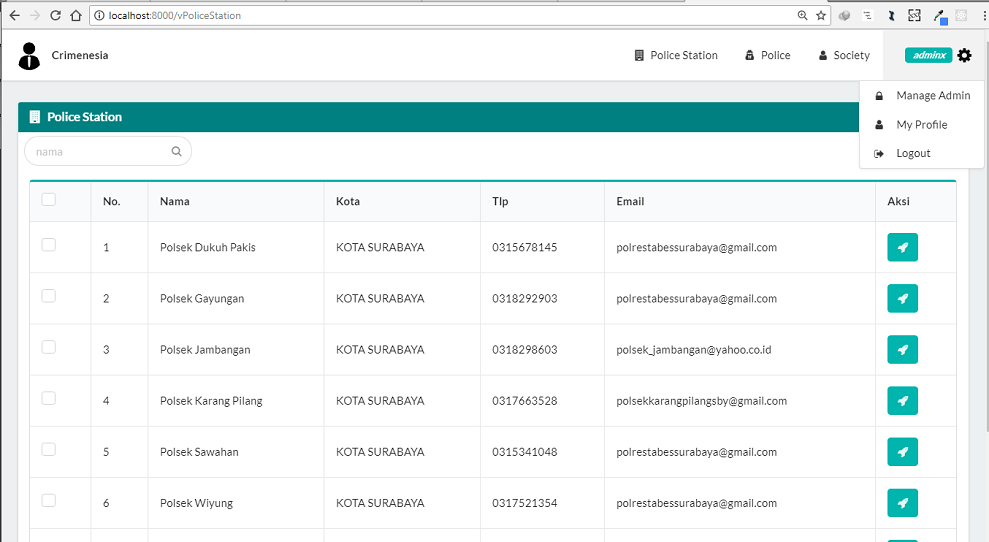 localhost:8000/vPoliceStation
Crimenesia Police Station Police Society adminx
Manage Admin
My Profile
Logout
Police Station
nama
No. Nama Kota Tlp Email Aksi
1 Polsek Dukuh Pakis KOTA SURABAYA 0315678145 polrestabessurabaya@gmail.com
2 Polsek Gayungan KOTA SURABAYA 0318292903 polrestabessurabaya@gmail.com
3 Polsek Jambangan KOTA SURABAYA 0318298603 polsek_jambangan@yahoo.co.id
4 Polsek Karang Pilang KOTA SURABAYA 0317663528 polsekkarangpilangsby@gmail.com
5 Polsek Sawahan KOTA SURABAYA 0315341048 polrestabessurabaya@gmail.com
6 Polsek Wiyung KOTA SURABAYA 0317521354 polrestabessurabaya@gmail.com